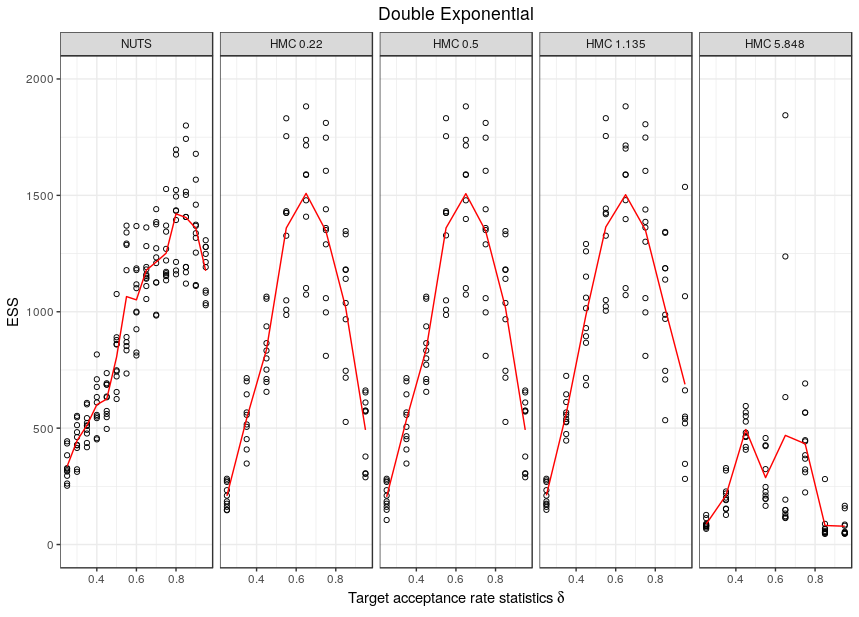 Double Exponential
NUTS
HMC 0.22
HMC 0.5
HMC 1.135
HMC 5.848
2000
1500
1000
500
0
ESS
0.4 0.6 0.8
0.4 0.6 0.8
0.4 0.6 0.8
0.4 0.6 0.8
0.4 0.6 0.8
Target acceptance rate statistics δ